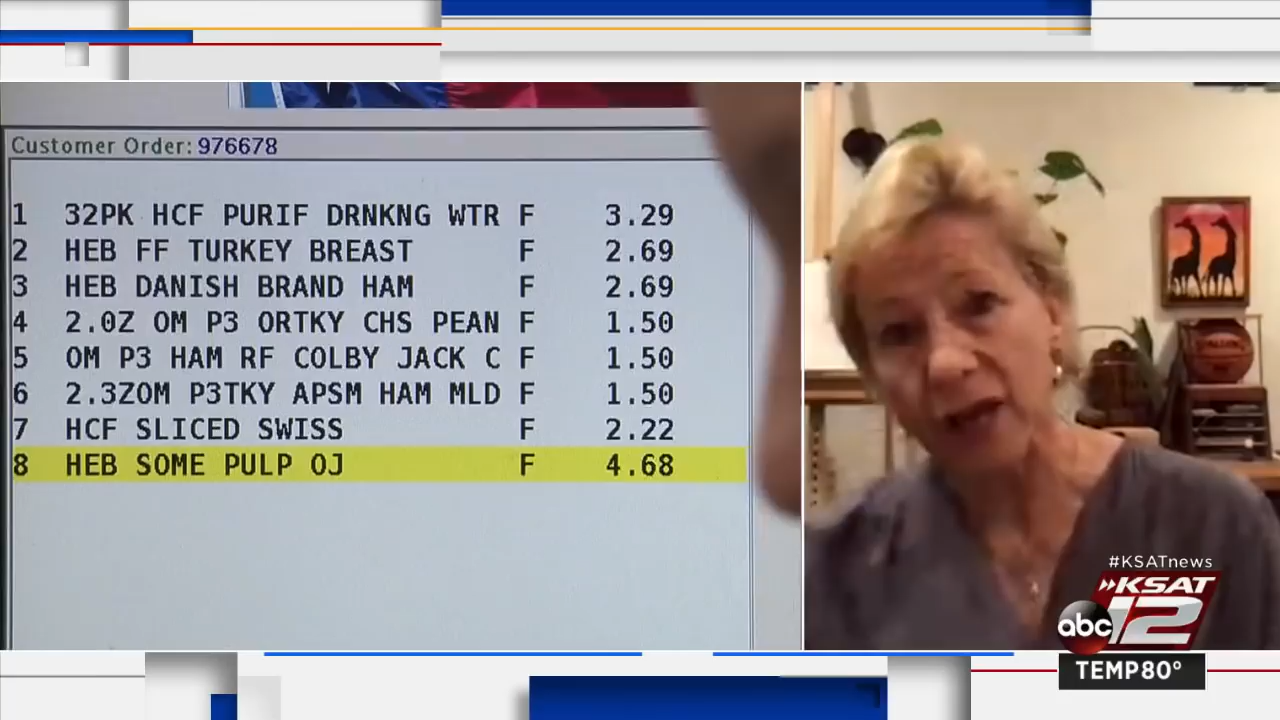 Customer Order: 976678
1 32PK HCF PURIF DRNKNG WTR F 3.29
2 HEB FF TURKEY BREAST F 2.69
3 HEB DANISH BRAND HAM F 2.69
4 2.0Z OM P3 ORTKY CHS PEAN F 1.50
5 OM P3 HAM RF COLBY JACK C F 1.50
6 2.3ZOM P3TKY APSM HAM MLD F 1.50
7 HCF SLICED SWISS F 2.22
8 HEB SOME PULP OJ F 4.68
SPALDING
#KSATnews
KSAT
abc 12
TEMP80°